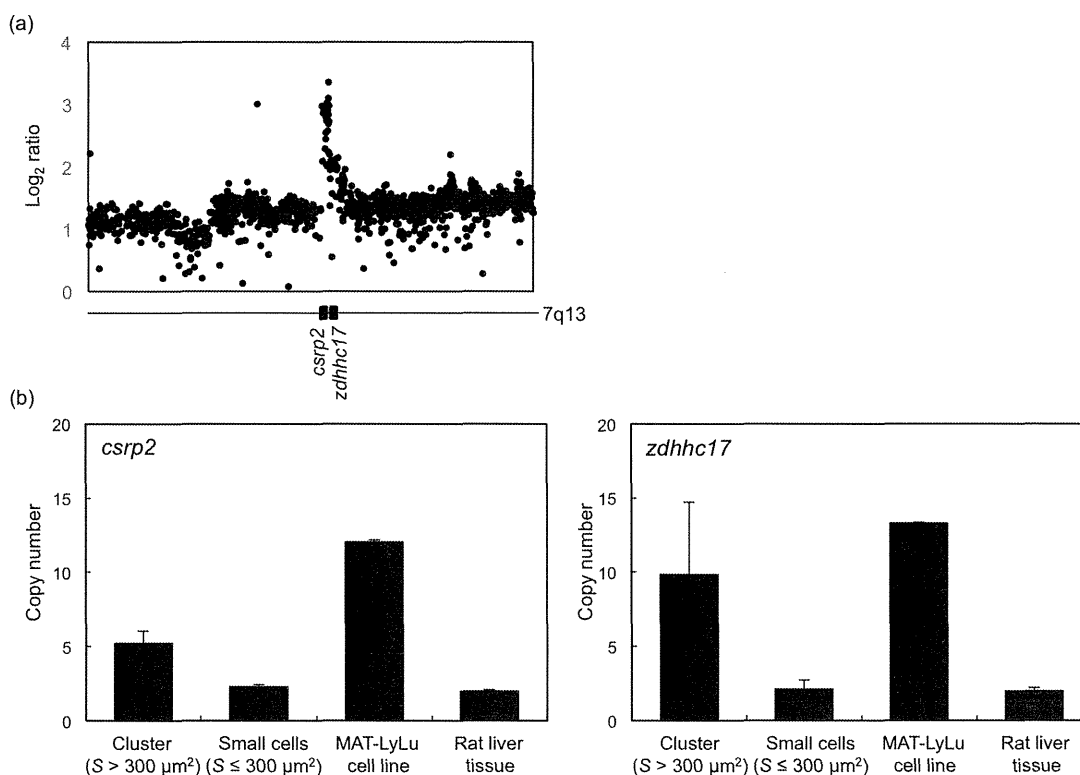 (a)
4
3
2
1
0
Log2 ratio
7q13
csrp2
zdhhc17
(b)
20
15
10
5
0
Copy number
csrp2
Cluster
(S > 300 µm²)
Small cells
(S ≤ 300 µm²)
MAT-LyLu
cell line
Rat liver
tissue
20
15
10
5
0
Copy number
zdhhc17
Cluster
(S > 300 µm²)
Small cells
(S ≤ 300 µm²)
MAT-LyLu
cell line
Rat liver
tissue